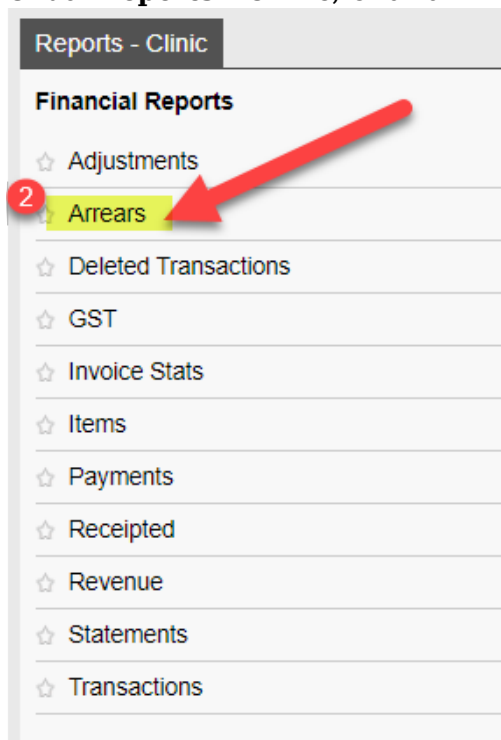 Reports - Clinic
Financial Reports
Adjustments
2
Arrears
Deleted Transactions
GST
Invoice Stats
Items
Payments
Receipted
Revenue
Statements
Transactions